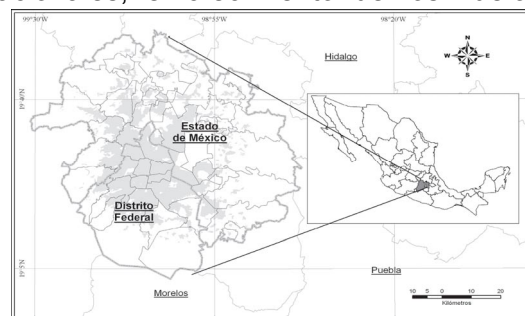 99°30'W
98°55'W
98°20'W
N
W
E
S
Hidalgo
19°40'N
Estado
de México
Distrito
Federal
19°5'N
Puebla
Morelos
10 5 0 10 20
Kilómetros